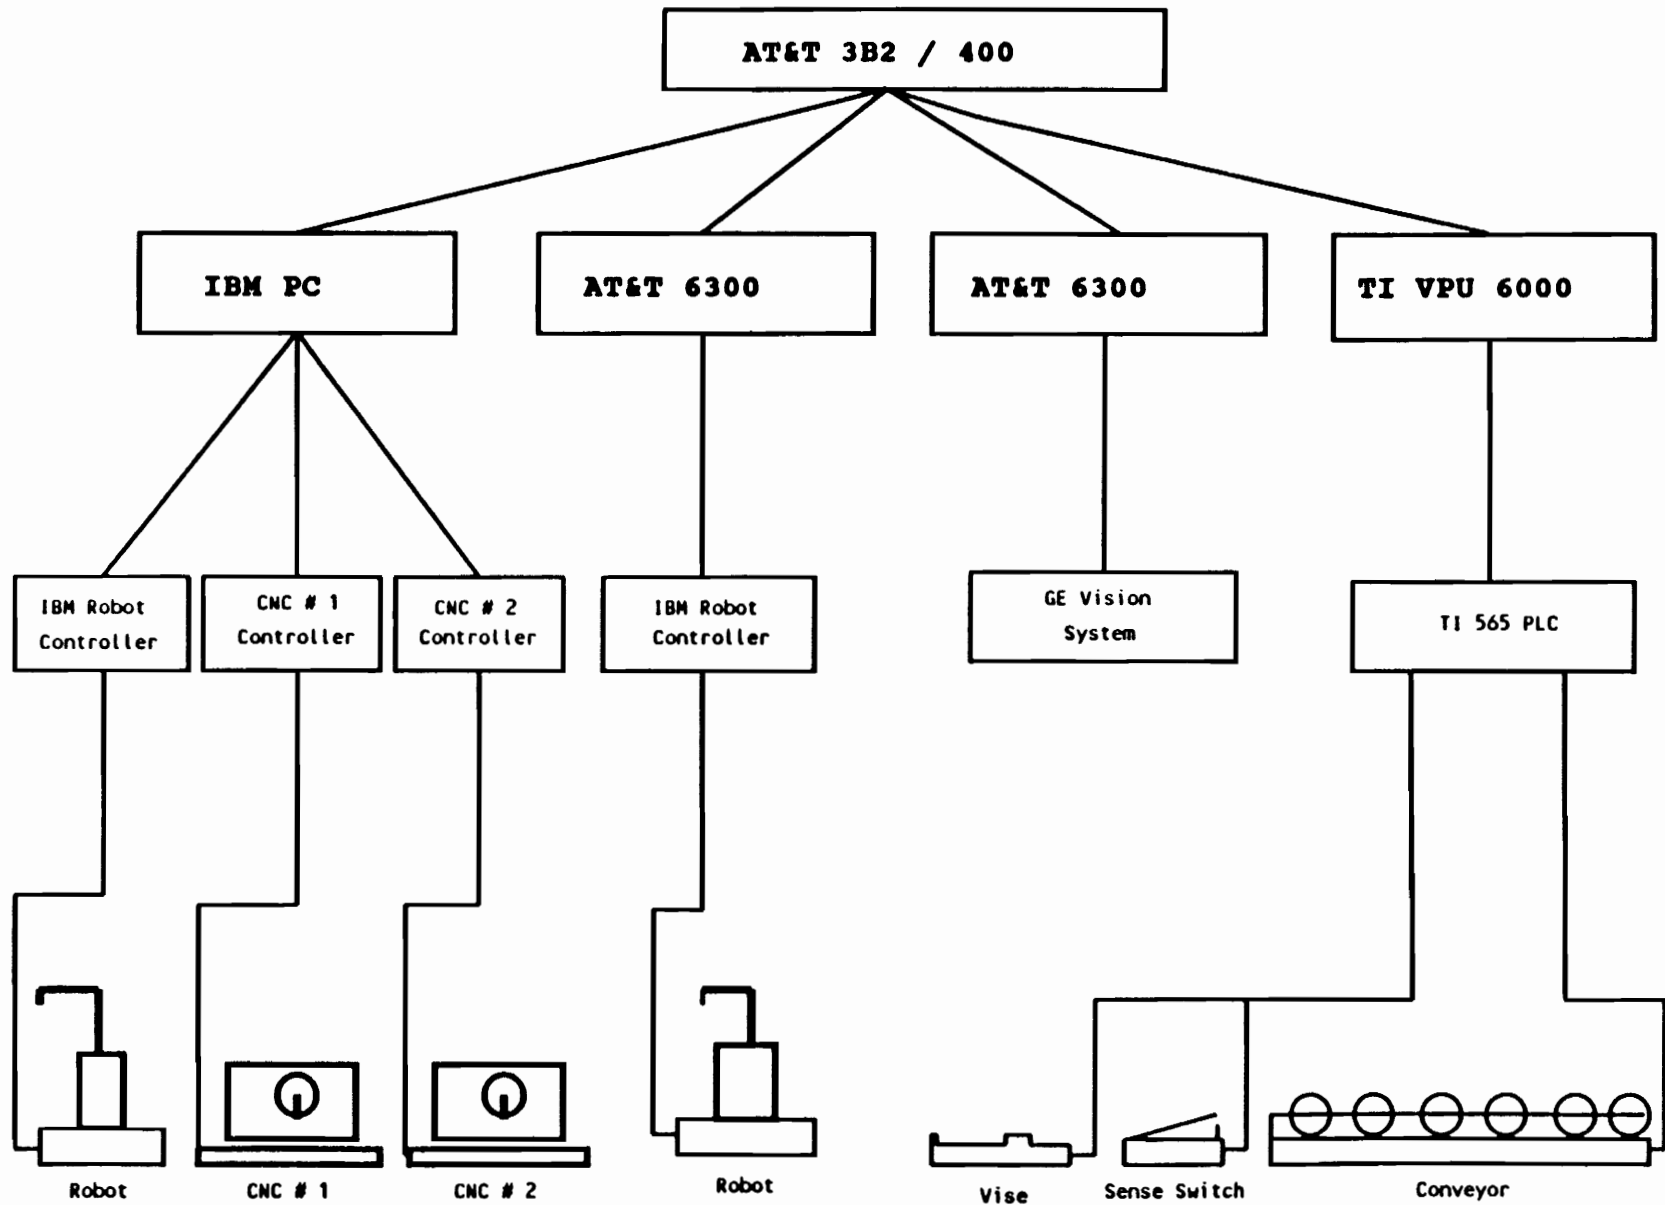 AT&T 3B2 / 400
IBM PC
AT&T 6300
AT&T 6300
TI VPU 6000
IBM Robot
Controller
CNC # 1
Controller
CNC # 2
Controller
IBM Robot
Controller
GE Vision
System
TI 565 PLC
Robot
CNC # 1
CNC # 2
Robot
Vise
Sense Switch
Conveyor